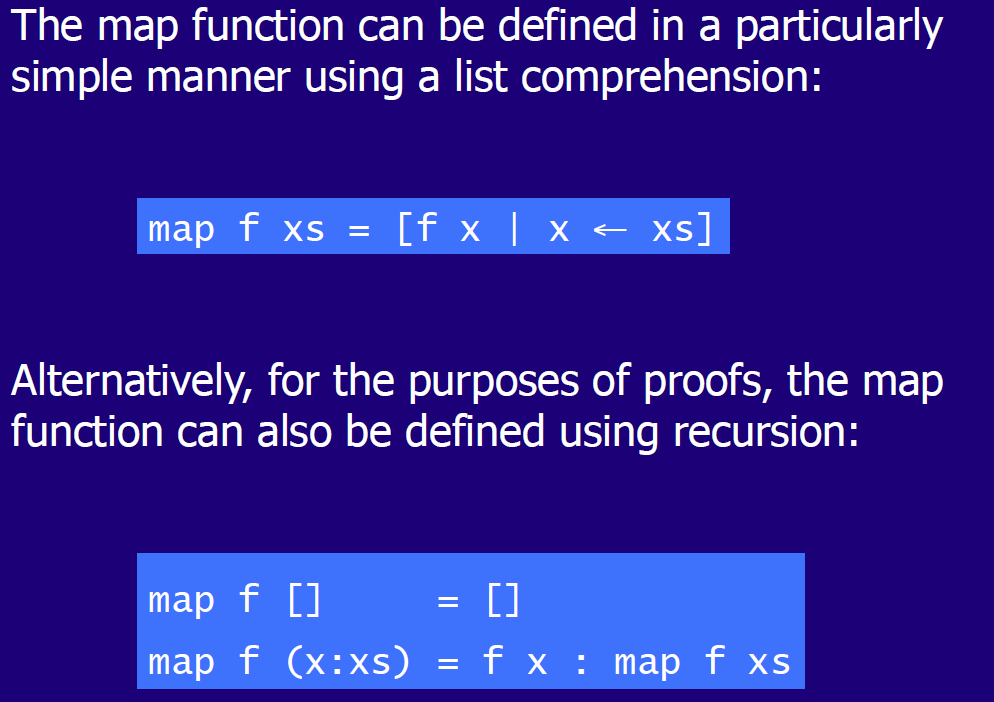 The map function can be defined in a particularly
simple manner using a list comprehension:
map f xs = [f x | x ← xs]
Alternatively, for the purposes of proofs, the map
function can also be defined using recursion:
map f []     = []
map f (x:xs) = f x : map f xs